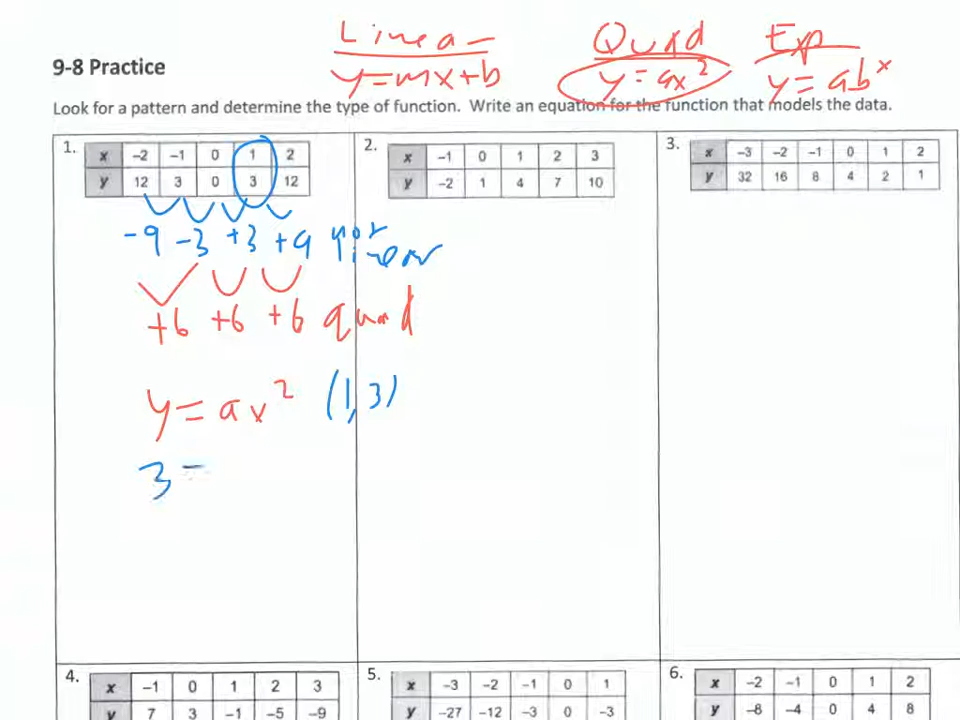 Linear Quad Exp
y=mx+b y=ax² y=abˣ
9-8 Practice
Look for a pattern and determine the type of function. Write an equation for the function that models the data.
1.
x -2 -1 0 1 2
y 12 3 0 3 12
-9 -3 +3 +9 not linear
+6 +6 +6 quad
y=ax² (1,3)
3=
2.
x -1 0 1 2 3
y -2 1 4 7 10
3.
x -3 -2 -1 0 1 2
y 32 16 8 4 2 1
4.
x -1 0 1 2 3
y 7 3 -1 -5 -9
5.
x -3 -2 -1 0 1
y -27 -12 -3 0 -3
6.
x -2 -1 0 1 2
y -8 -4 0 4 8